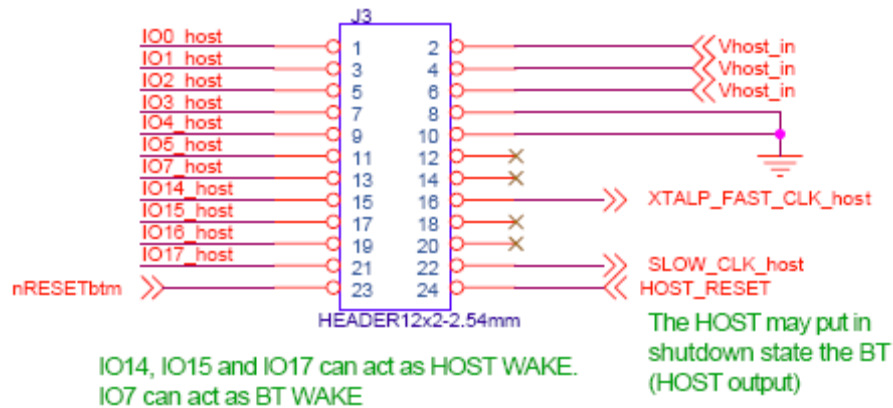 J3
IO0_host 1 2 Vhost_in
IO1_host 3 4 Vhost_in
IO2_host 5 6 Vhost_in
IO3_host 7 8
IO4_host 9 10
IO5_host 11 12
IO7_host 13 14
IO14_host 15 16 XTALP_FAST_CLK_host
IO15_host 17 18
IO16_host 19 20
IO17_host 21 22 SLOW_CLK_host
nRESETbtm 23 24 HOST_RESET
HEADER12x2-2.54mm
The HOST may put in
shutdown state the BT
(HOST output)
IO14, IO15 and IO17 can act as HOST WAKE.
IO7 can act as BT WAKE